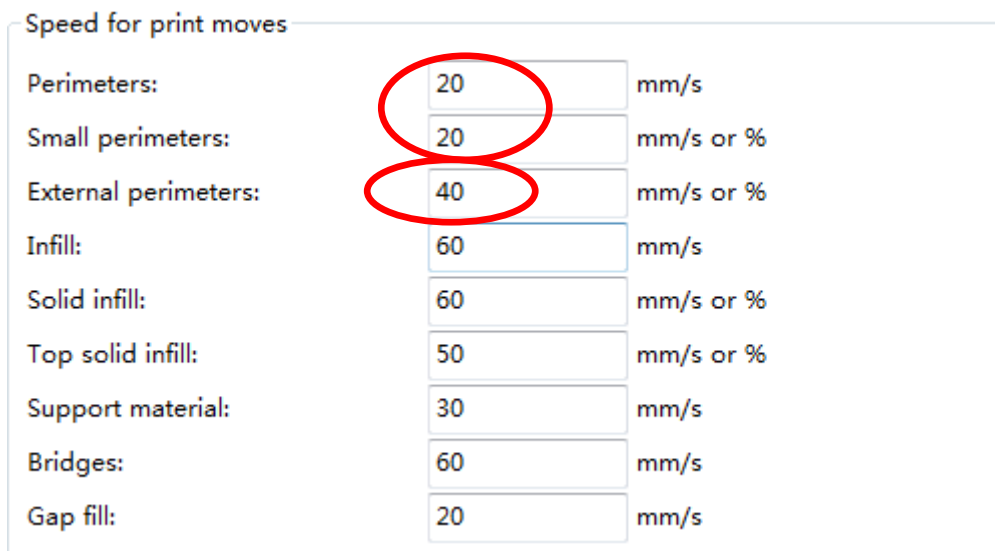 Speed for print moves
Perimeters: 20 mm/s
Small perimeters: 20 mm/s or %
External perimeters: 40 mm/s or %
Infill: 60 mm/s
Solid infill: 60 mm/s or %
Top solid infill: 50 mm/s or %
Support material: 30 mm/s
Bridges: 60 mm/s
Gap fill: 20 mm/s